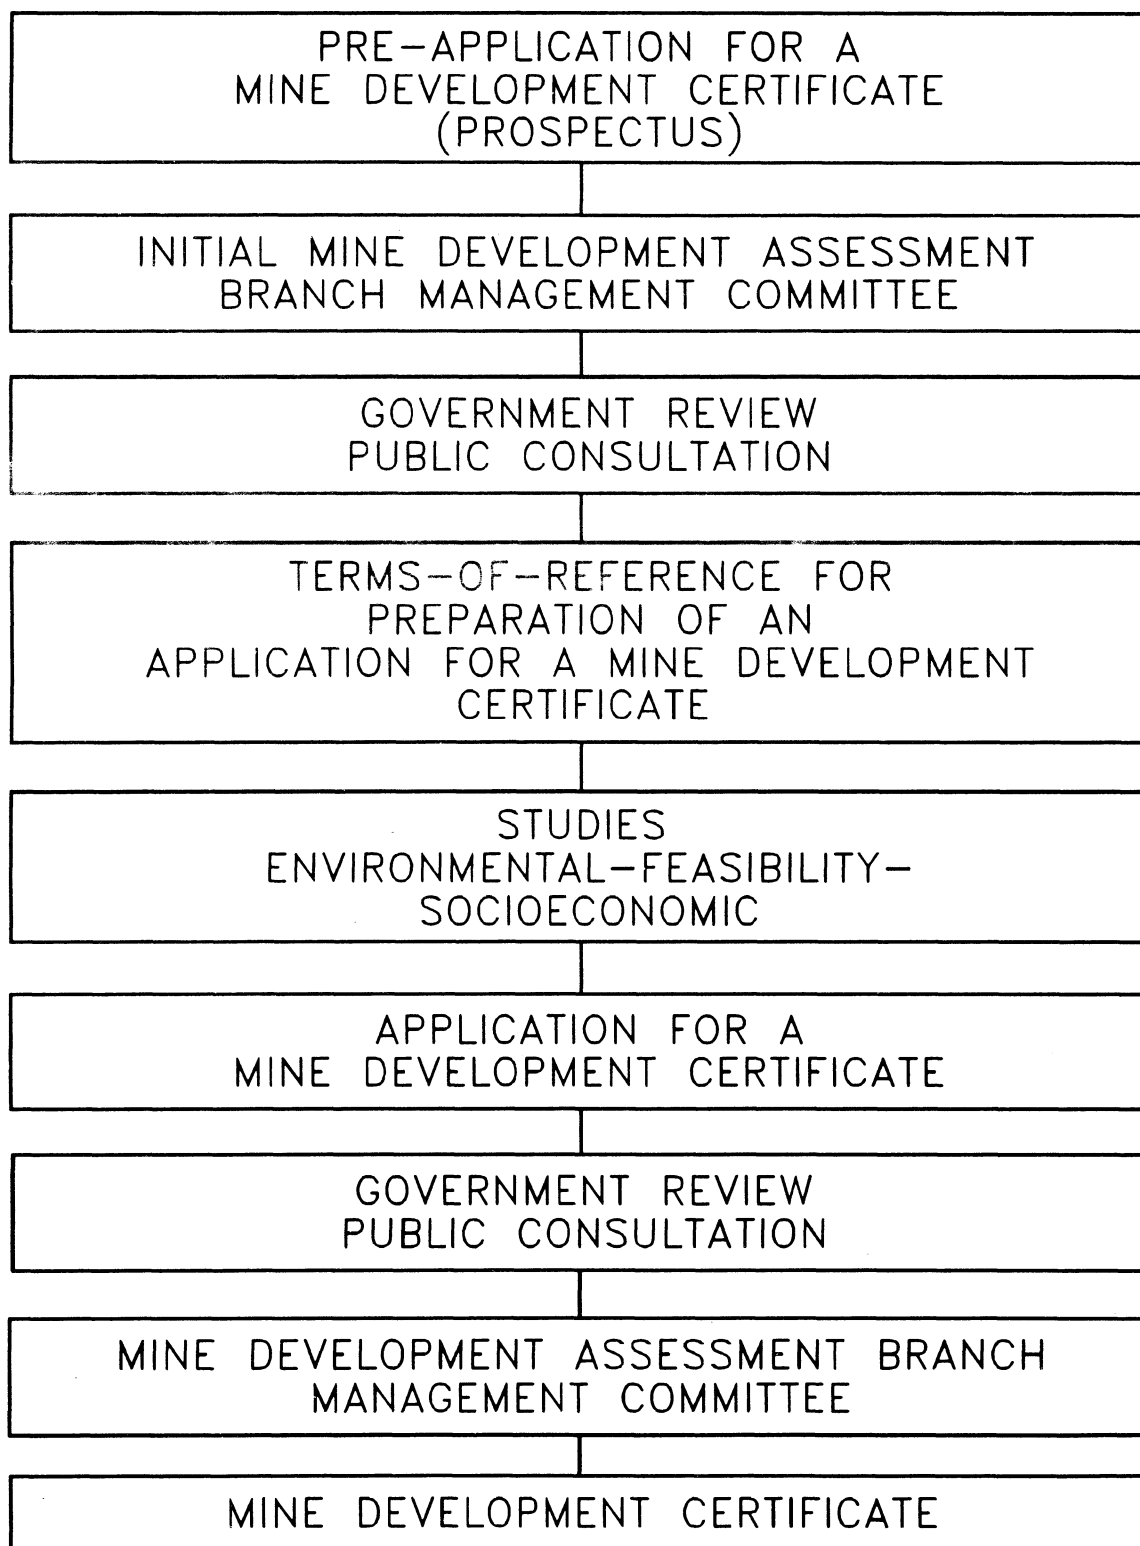 PRE-APPLICATION FOR A
MINE DEVELOPMENT CERTIFICATE
(PROSPECTUS)
INITIAL MINE DEVELOPMENT ASSESSMENT
BRANCH MANAGEMENT COMMITTEE
GOVERNMENT REVIEW
PUBLIC CONSULTATION
TERMS-OF-REFERENCE FOR
PREPARATION OF AN
APPLICATION FOR A MINE DEVELOPMENT
CERTIFICATE
STUDIES
ENVIRONMENTAL-FEASIBILITY-
SOCIOECONOMIC
APPLICATION FOR A
MINE DEVELOPMENT CERTIFICATE
GOVERNMENT REVIEW
PUBLIC CONSULTATION
MINE DEVELOPMENT ASSESSMENT BRANCH
MANAGEMENT COMMITTEE
MINE DEVELOPMENT CERTIFICATE